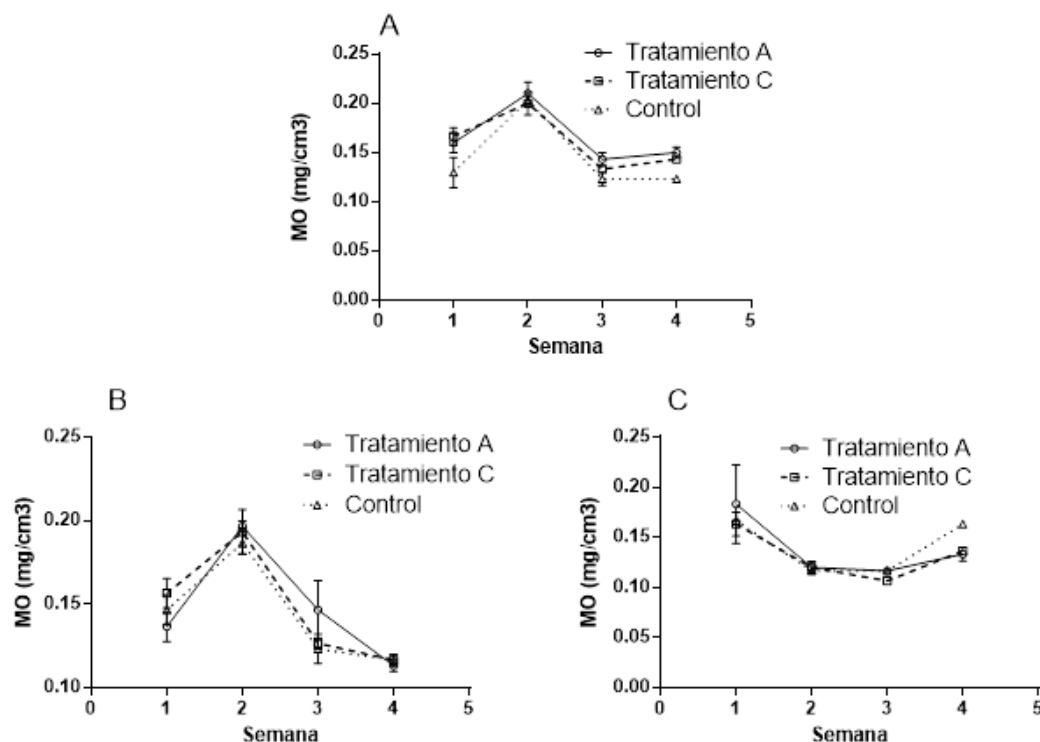 A
Tratamiento A
Tratamiento C
Control
0.25
0.20
0.15
0.10
0.05
0.00
MO (mg/cm3)
0 1 2 3 4 5
Semana
B
Tratamiento A
Tratamiento C
Control
0.25
0.20
0.15
0.10
MO (mg/cm3)
0 1 2 3 4 5
Semana
C
Tratamiento A
Tratamiento C
Control
0.25
0.20
0.15
0.10
0.05
0.00
MO (mg/cm3)
0 1 2 3 4 5
Semana